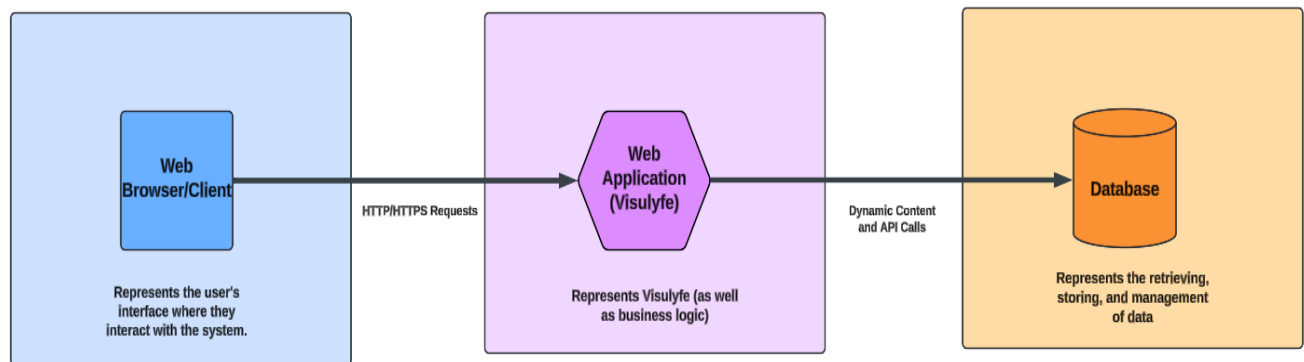 Web
Browser/Client
HTTP/HTTPS Requests
Represents the user's
interface where they
interact with the system.
Web
Application
(Visulyfe)
Represents Visulyfe (as well
as business logic)
Dynamic Content
and API Calls
Database
Represents the retrieving,
storing, and management
of data